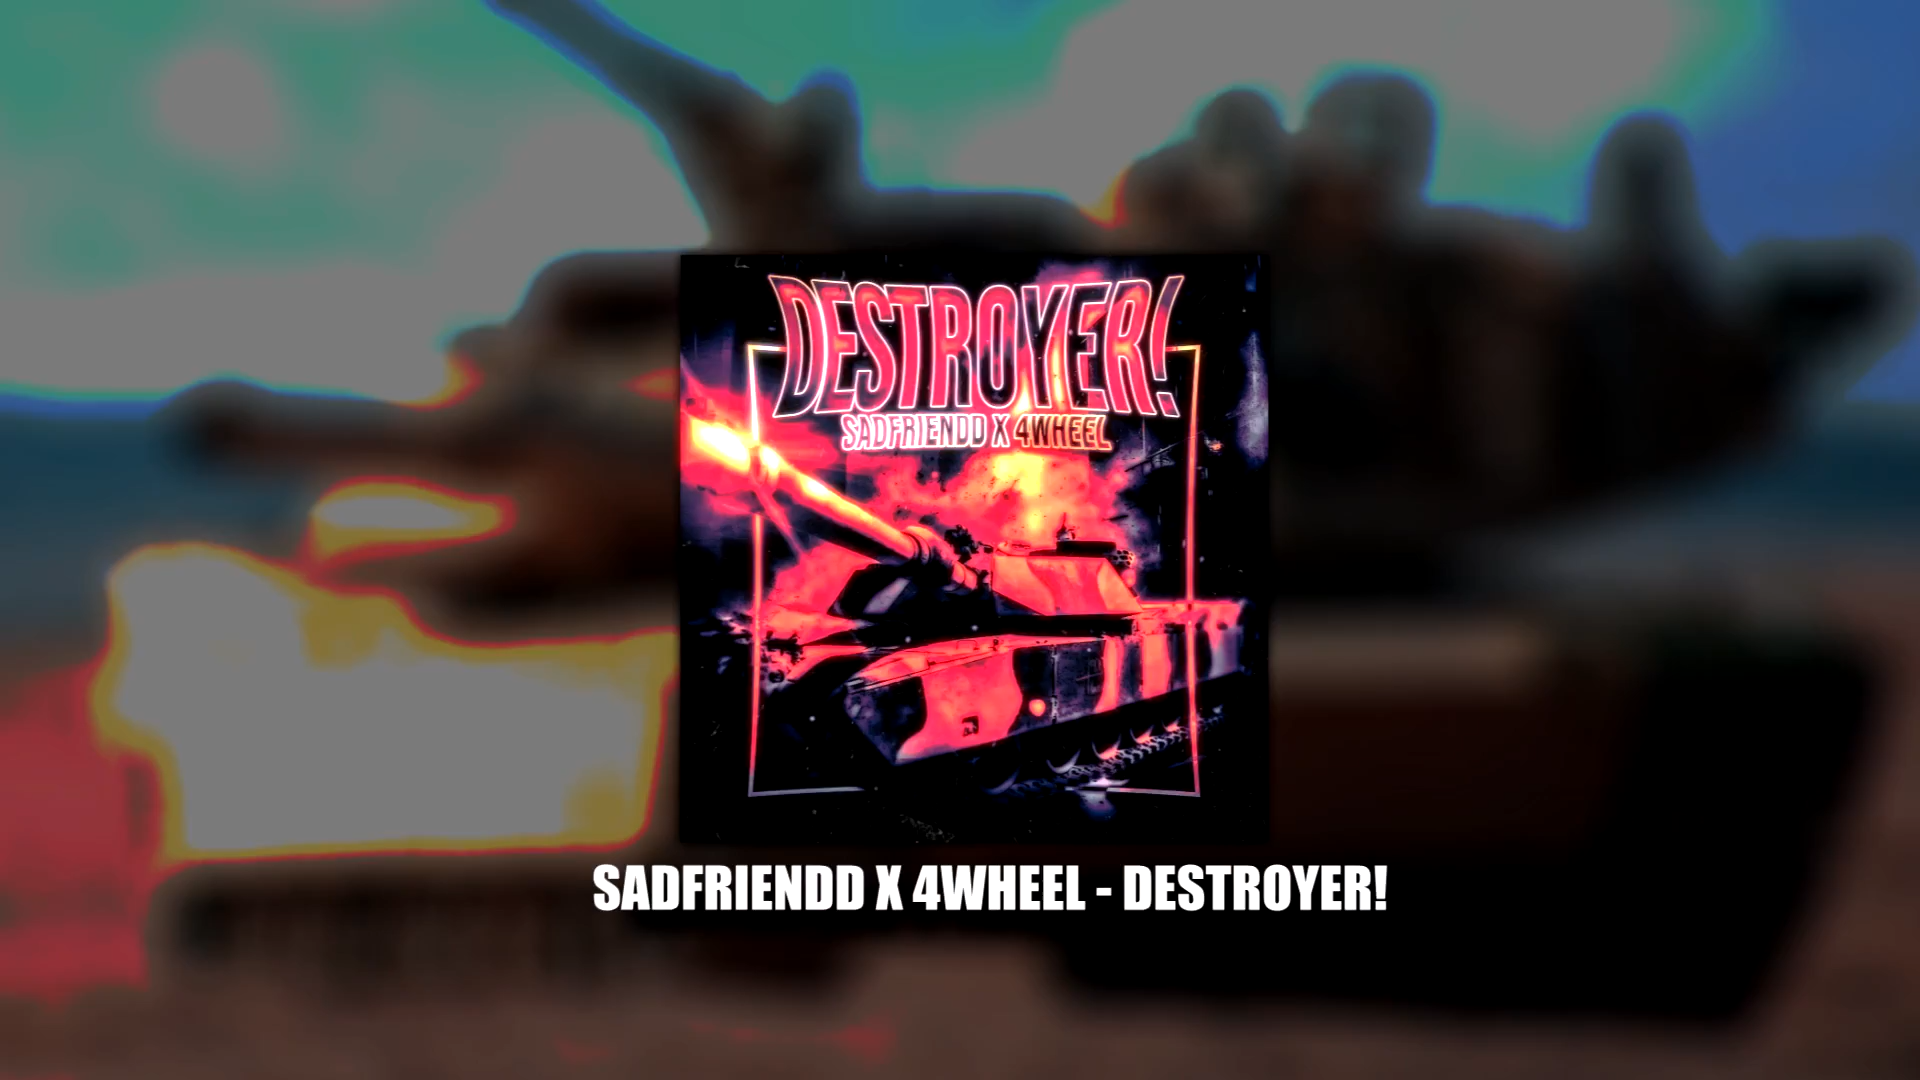 DESTROYER!
SADFRIENDD X 4WHEEL
SADFRIENDD X 4WHEEL - DESTROYER!